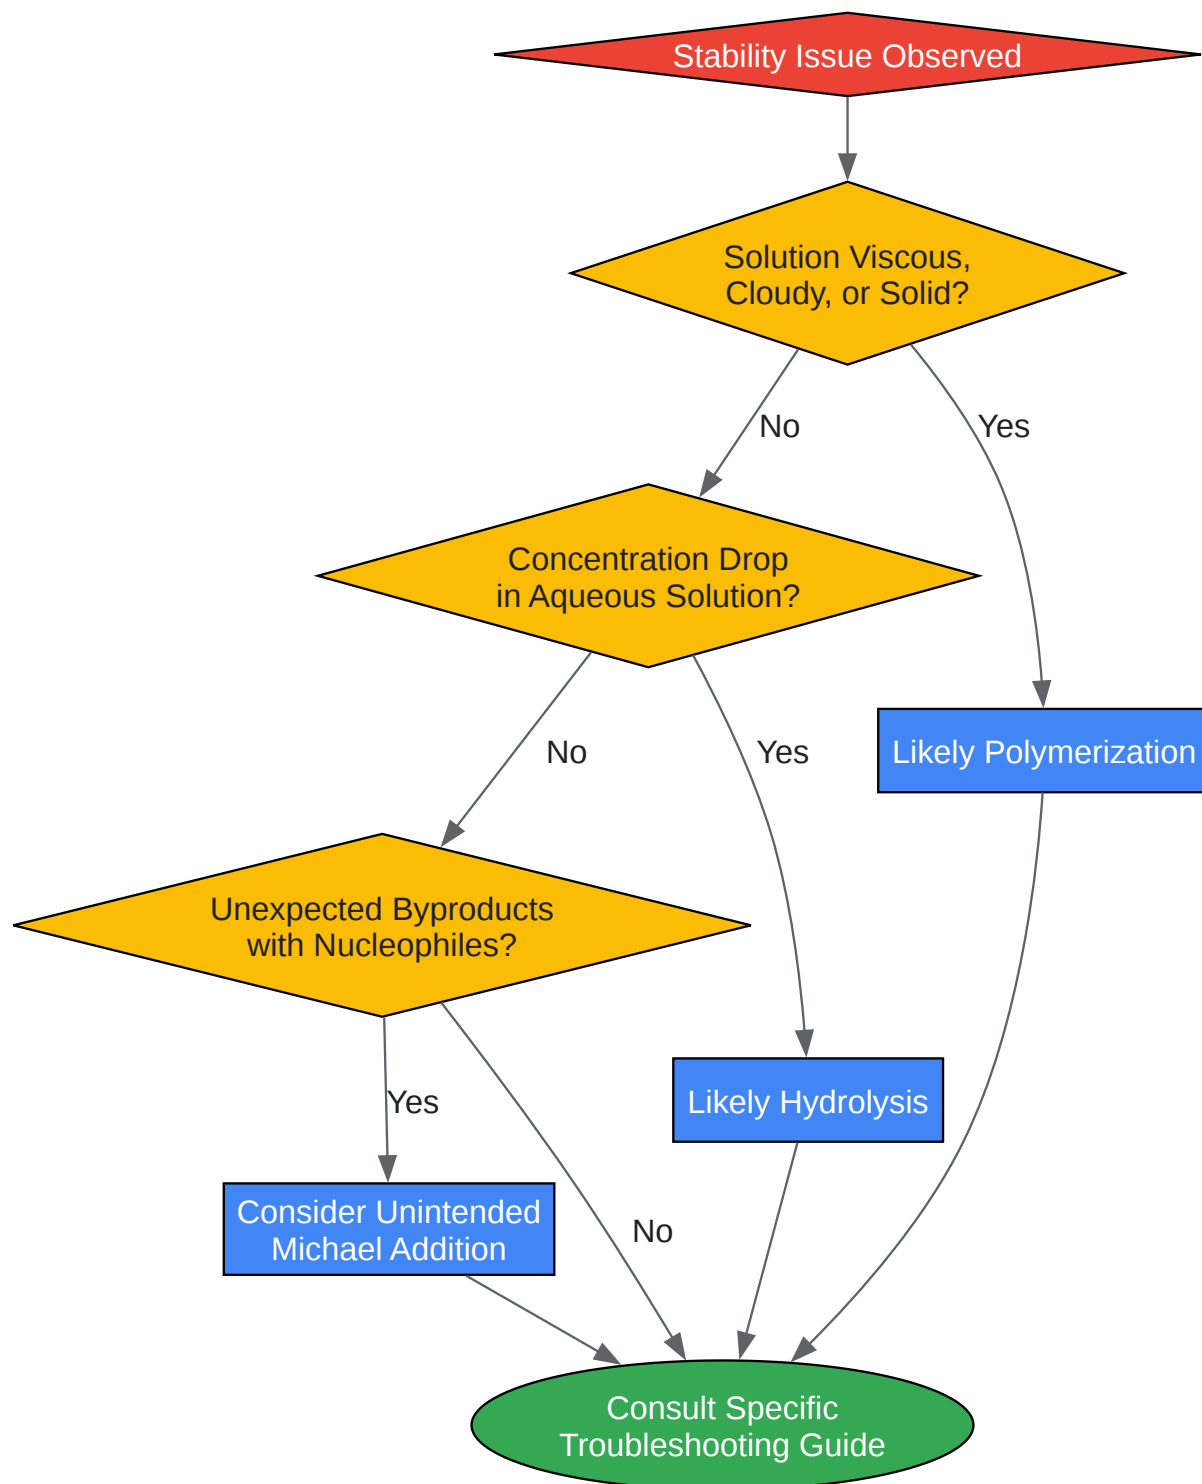 Stability Issue Observed
Solution Viscous,
Cloudy, or Solid?
No
Yes
Concentration Drop
in Aqueous Solution?
No
Yes
Likely Polymerization
Unexpected Byproducts
with Nucleophiles?
Yes
No
Likely Hydrolysis
Consider Unintended
Michael Addition
Consult Specific
Troubleshooting Guide